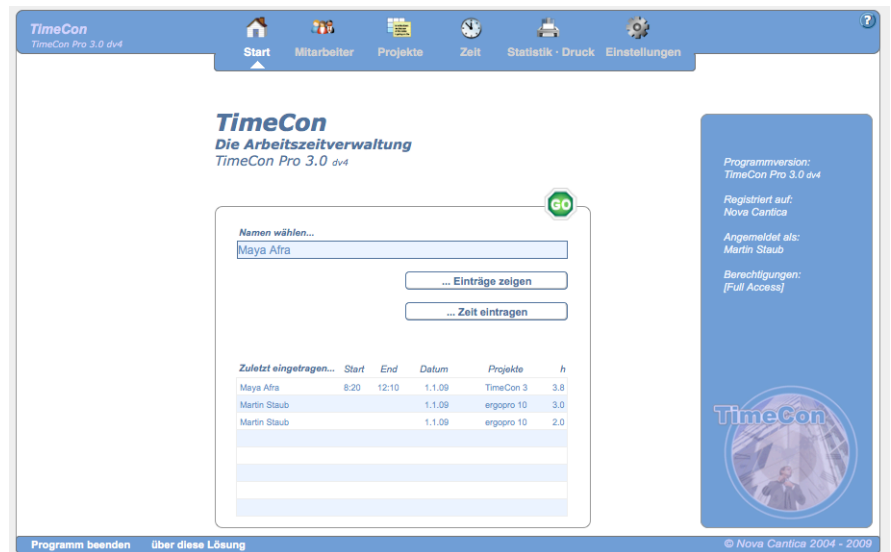 TimeCon
TimeCon Pro 3.0 dv4
Start Mitarbeiter Projekte Zeit Statistik · Druck Einstellungen
?
TimeCon
Die Arbeitszeitverwaltung
TimeCon Pro 3.0 dv4
GO
Namen wählen...
Maya Afra
... Einträge zeigen
... Zeit eintragen
Zuletzt eingetragen... Start End Datum Projekte h
Maya Afra 8:20 12:10 1.1.09 TimeCon 3 3.8
Martin Staub 1.1.09 ergopro 10 3.0
Martin Staub 1.1.09 ergopro 10 2.0
Programmversion:
TimeCon Pro 3.0 dv4
Registriert auf:
Nova Cantica
Angemeldet als:
Martin Staub
Berechtigungen:
[Full Access]
TimeCon
Programm beenden über diese Lösung
© Nova Cantica 2004 - 2009